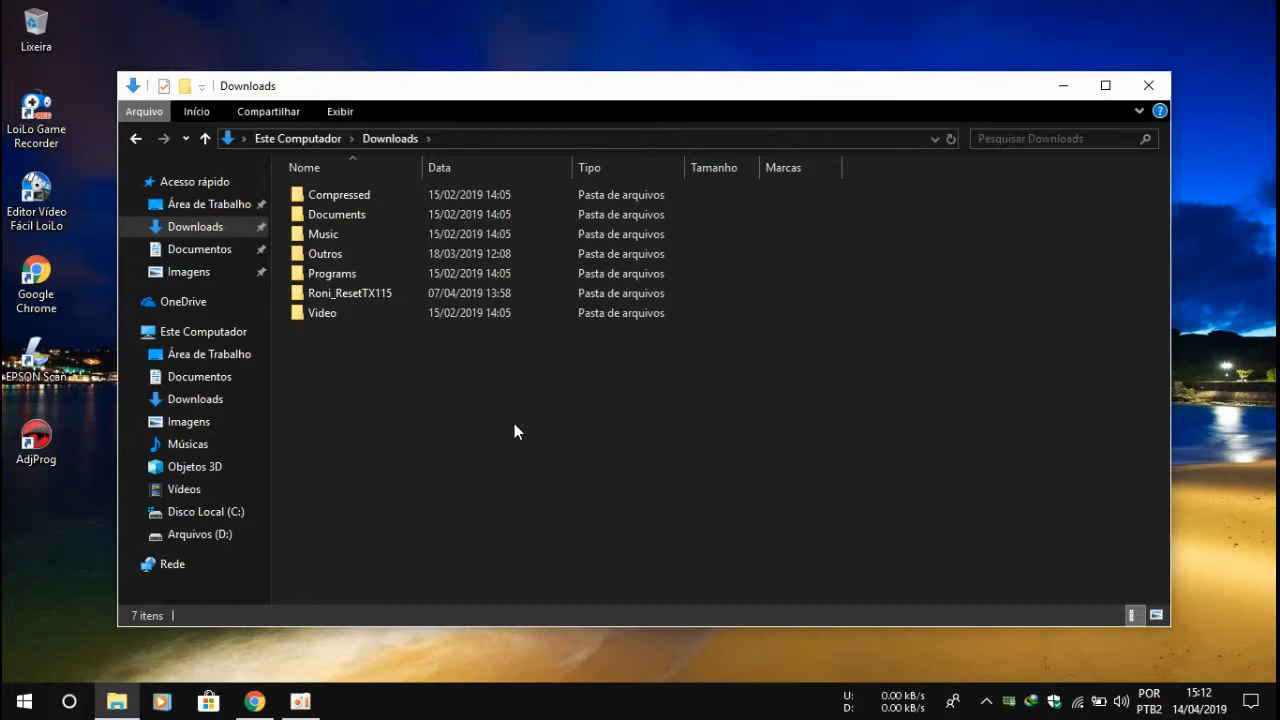 Lixeira
LoiLo Game
Recorder
Editor Vídeo
Fácil LoiLo
Google
Chrome
EPSON Scan
AdjProg
Downloads
Arquivo Início Compartilhar Exibir
Este Computador Downloads
Pesquisar Downloads
Nome Data Tipo Tamanho Marcas
Compressed 15/02/2019 14:05 Pasta de arquivos
Documents 15/02/2019 14:05 Pasta de arquivos
Music 15/02/2019 14:05 Pasta de arquivos
Outros 18/03/2019 12:08 Pasta de arquivos
Programs 15/02/2019 14:05 Pasta de arquivos
Roni_ResetTX115 07/04/2019 13:58 Pasta de arquivos
Video 15/02/2019 14:05 Pasta de arquivos
Acesso rápido
Área de Trabalho
Downloads
Documentos
Imagens
OneDrive
Este Computador
Área de Trabalho
Documentos
Downloads
Imagens
Músicas
Objetos 3D
Vídeos
Disco Local (C:)
Arquivos (D:)
Rede
7 itens
U: 0.00 kB/s
D: 0.00 kB/s
POR
PTB2
15:12
14/04/2019